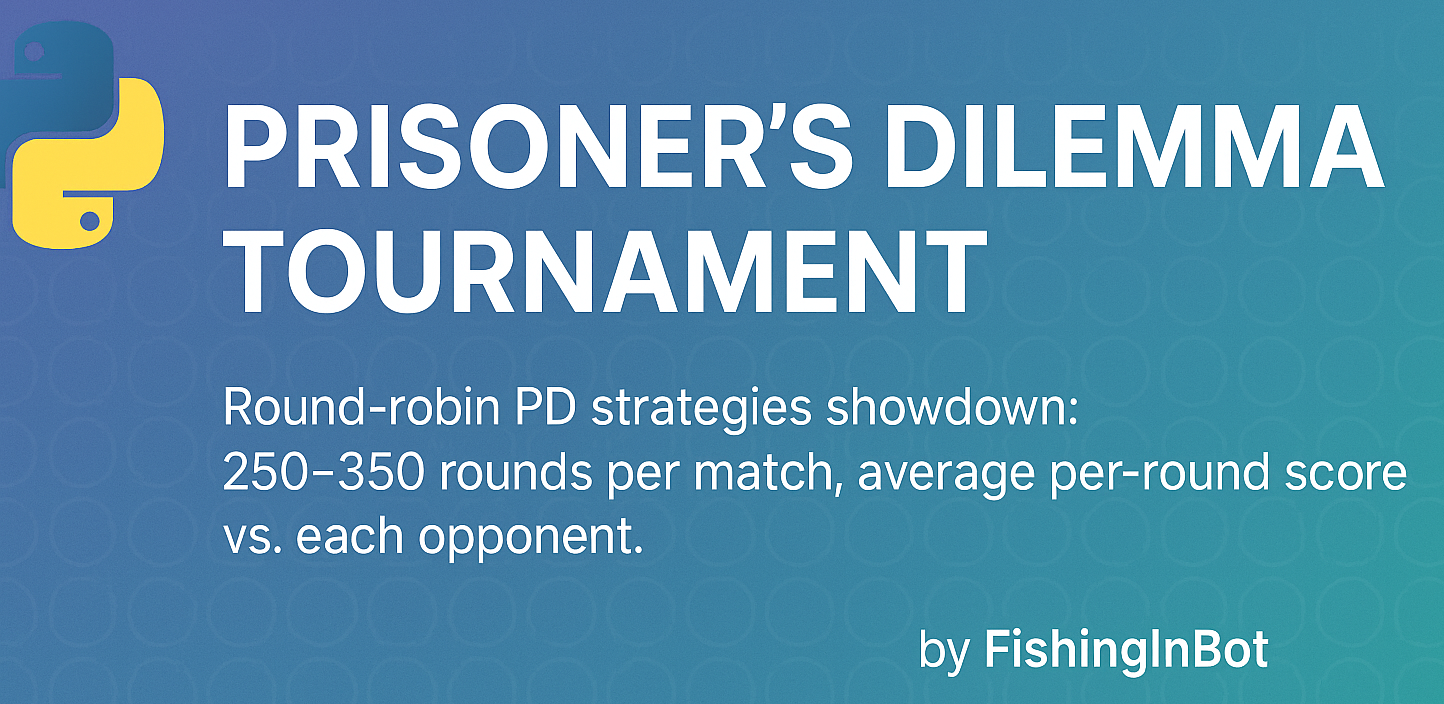 PRISONER’S DILEMMA
TOURNAMENT
Round-robin PD strategies showdown:
250–350 rounds per match, average per-round score
vs. each opponent.
by FishingInBot